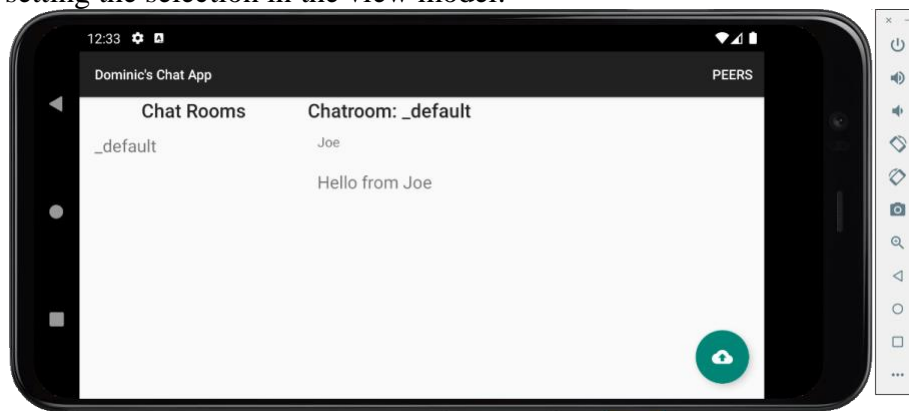 setting the selection in the view model.
12:33
Dominic's Chat App PEERS
Chat Rooms Chatroom: _default
_default Joe
Hello from Joe